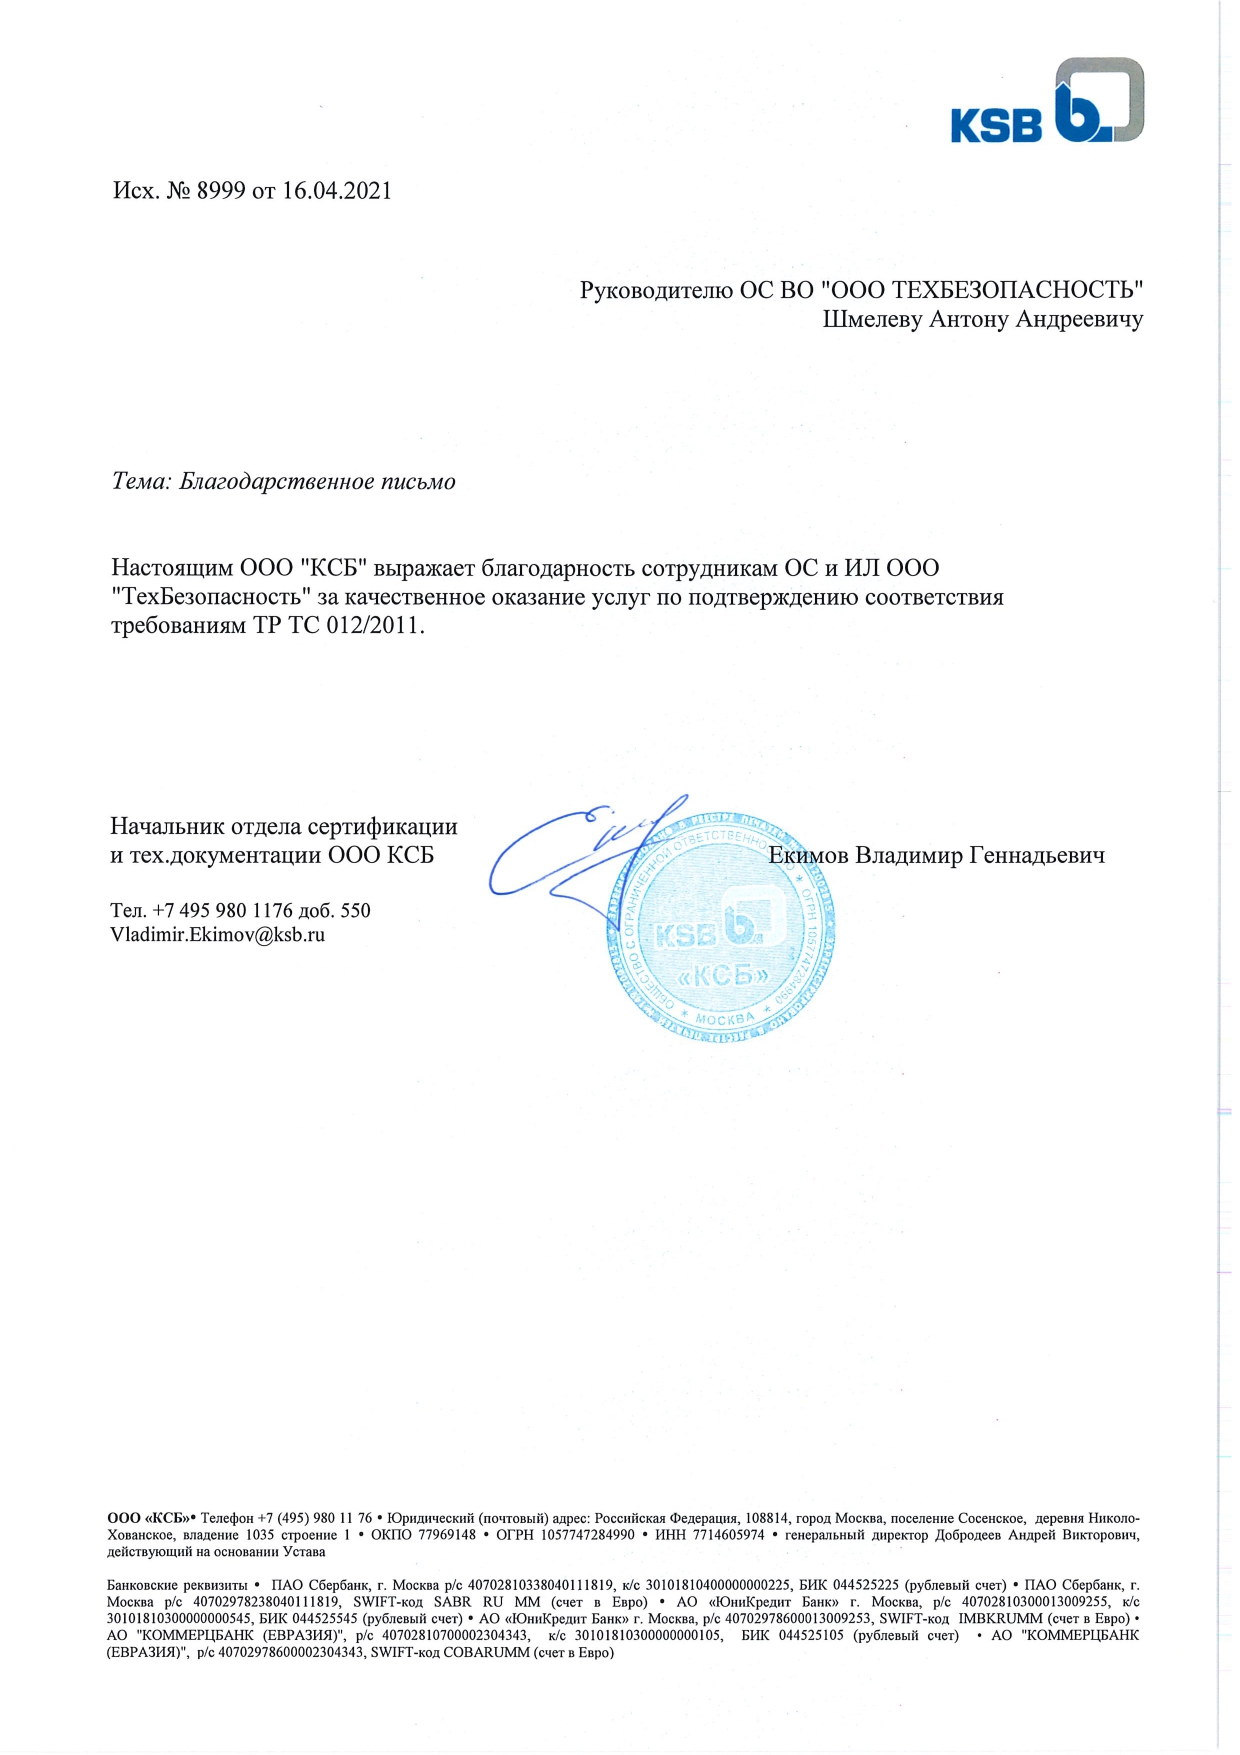 KSB
Исх. № 8999 от 16.04.2021
Руководителю ОС ВО "ООО ТЕХБЕЗОПАСНОСТЬ"
Шмелеву Антону Андреевичу
Тема: Благодарственное письмо
Настоящим ООО "КСБ" выражает благодарность сотрудникам ОС и ИЛ ООО
"ТехБезопасность" за качественное оказание услуг по подтверждению соответствия
требованиям ТР ТС 012/2011.
Начальник отдела сертификации
и тех.документации ООО КСБ
Екимов Владимир Геннадьевич
Тел. +7 495 980 1176 доб. 550
Vladimir.Ekimov@ksb.ru
ОБЩЕСТВО С ОГРАНИЧЕННОЙ ОТВЕТСТВЕННОСТЬЮ * ОГРН 1057747284990 * МОСКВА *
KSB
«КСБ»
ООО «КСБ»• Телефон +7 (495) 980 11 76 • Юридический (почтовый) адрес: Российская Федерация, 108814, город Москва, поселение Сосенское, деревня Николо-
Хованское, владение 1035 строение 1 • ОКПО 77969148 • ОГРН 1057747284990 • ИНН 7714605974 • генеральный директор Добродеев Андрей Викторович,
действующий на основании Устава
Банковские реквизиты • ПАО Сбербанк, г. Москва р/с 40702810338040111819, к/с 30101810400000000225, БИК 044525225 (рублевый счет) • ПАО Сбербанк, г.
Москва р/с 40702978238040111819, SWIFT-код SABR RU MM (счет в Евро) • АО «ЮниКредит Банк» г. Москва, р/с 40702810300013009255, к/с
30101810300000000545, БИК 044525545 (рублевый счет) • АО «ЮниКредит Банк» г. Москва, р/с 40702978600013009253, SWIFT-код IMBKRUMM (счет в Евро) •
АО "КОММЕРЦБАНК (ЕВРАЗИЯ)", р/с 40702810700002304343, к/с 30101810300000000105, БИК 044525105 (рублевый счет) • АО "КОММЕРЦБАНК
(ЕВРАЗИЯ)", р/с 40702978600002304343, SWIFT-код COBARUMM (счет в Евро)